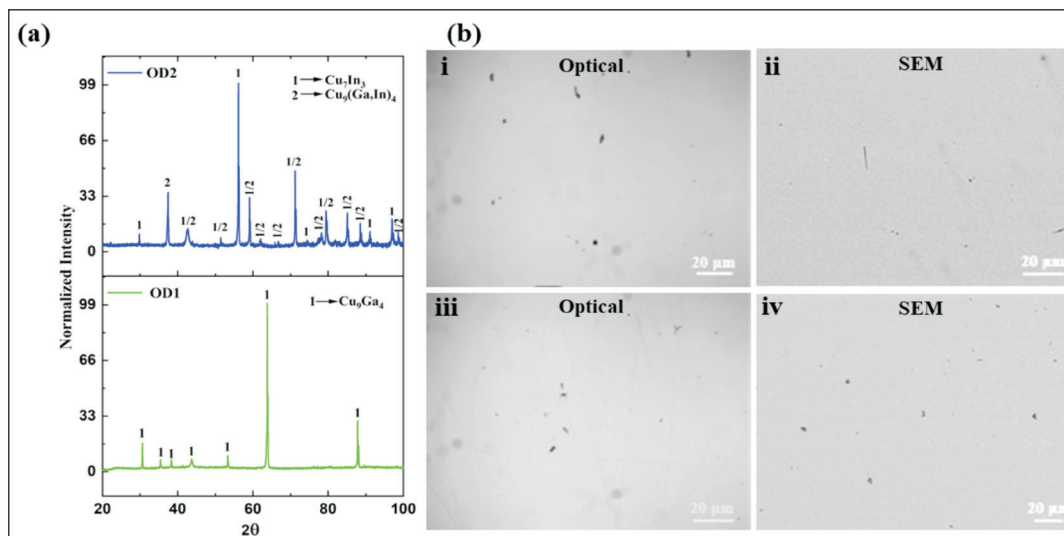 (a)
(b)
OD2
1→Cu₇In₃
2→Cu₉(Ga,In)₄
99
66
33
0
1
2
1/2
1/2
1
1/2
1/2
1/2
1/2
1
1/2
1/2
1/2
1/2
1
1
1/2
OD1
1→Cu₉Ga₄
99
66
33
0
1
1
1
1
1
1
1
20
40
60
80
100
2θ
Normalized Intensity
i
Optical
20 μm
ii
SEM
20 μm
iii
Optical
20 μm
iv
SEM
20 μm